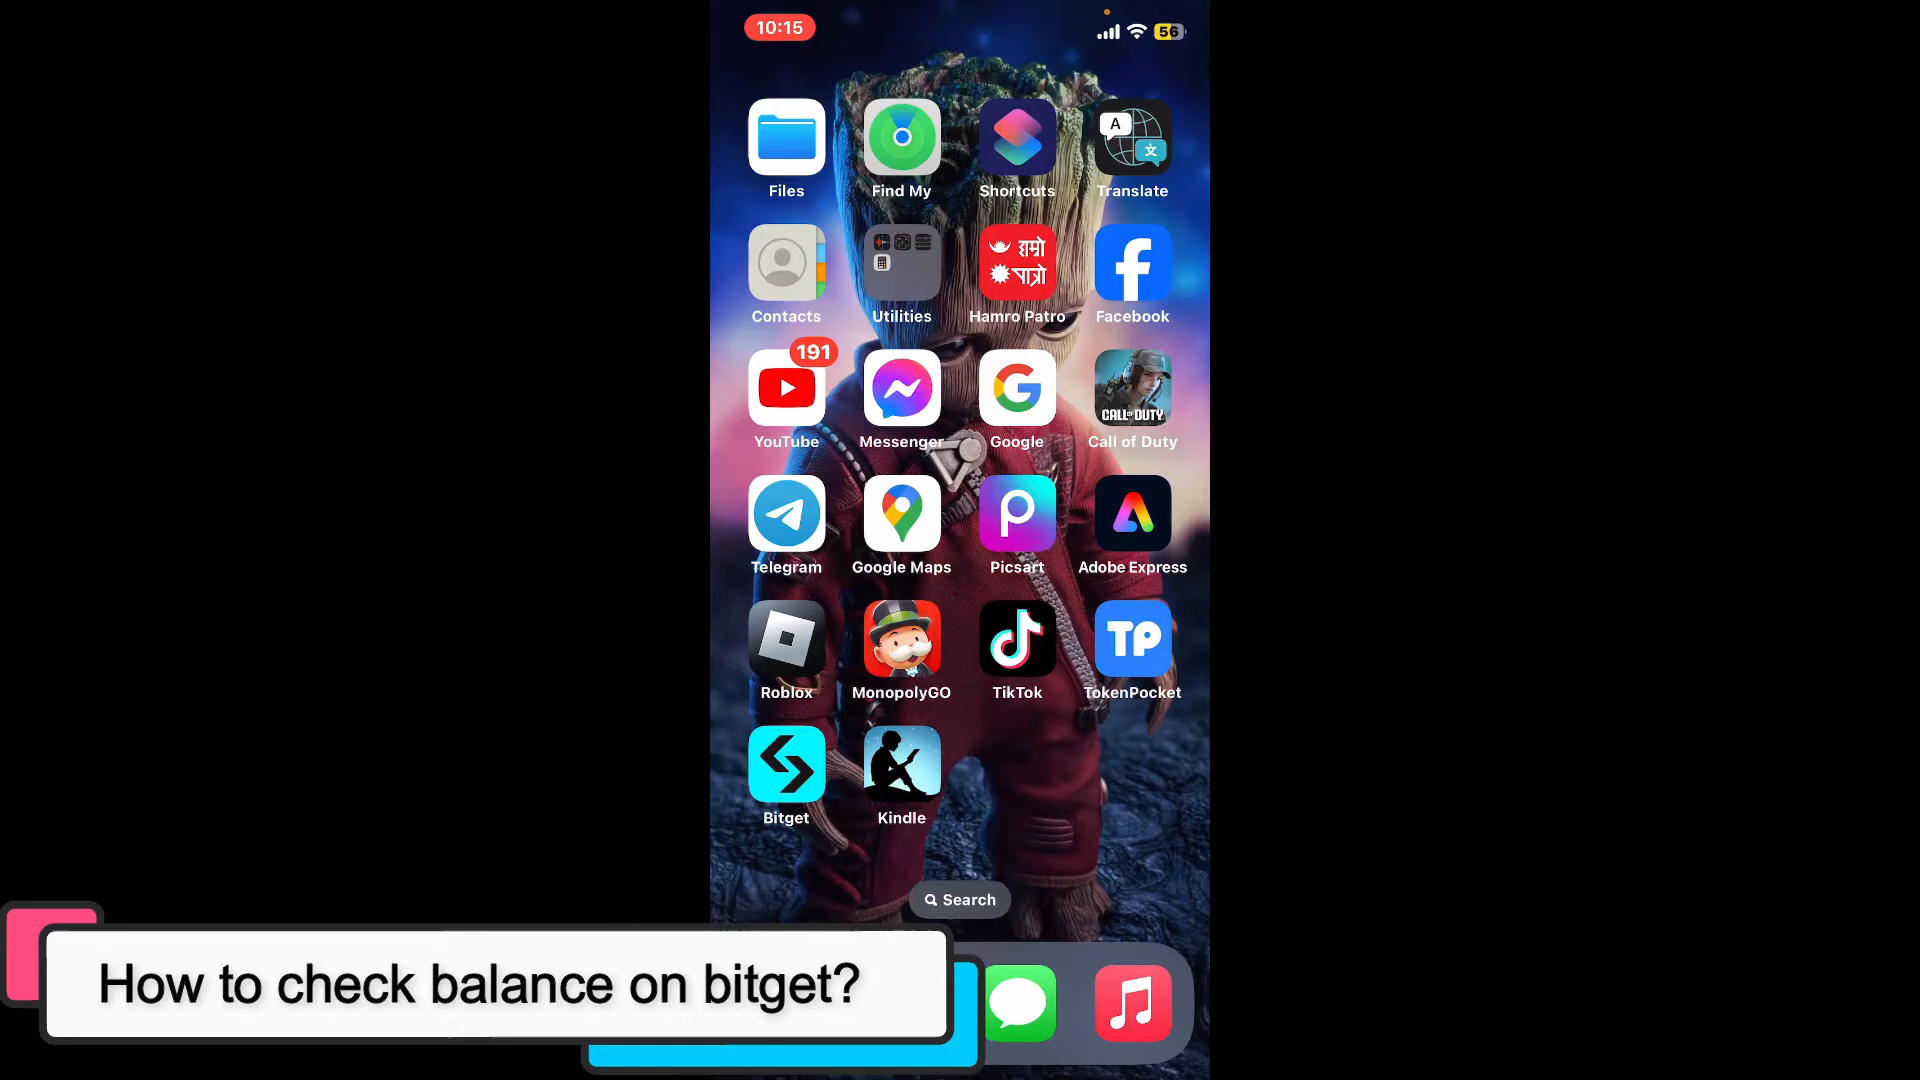 10:15
56
A
文
Files
Find My
Shortcuts
Translate
हाम्रो
पात्रो
Contacts
Utilities
Hamro Patro
Facebook
191
CALL OF DUTY
YouTube
Messenger
Google
Call of Duty
Telegram
Google Maps
Picsart
Adobe Express
TP
Roblox
MonopolyGO
TikTok
TokenPocket
Bitget
Kindle
Search
How to check balance on bitget?